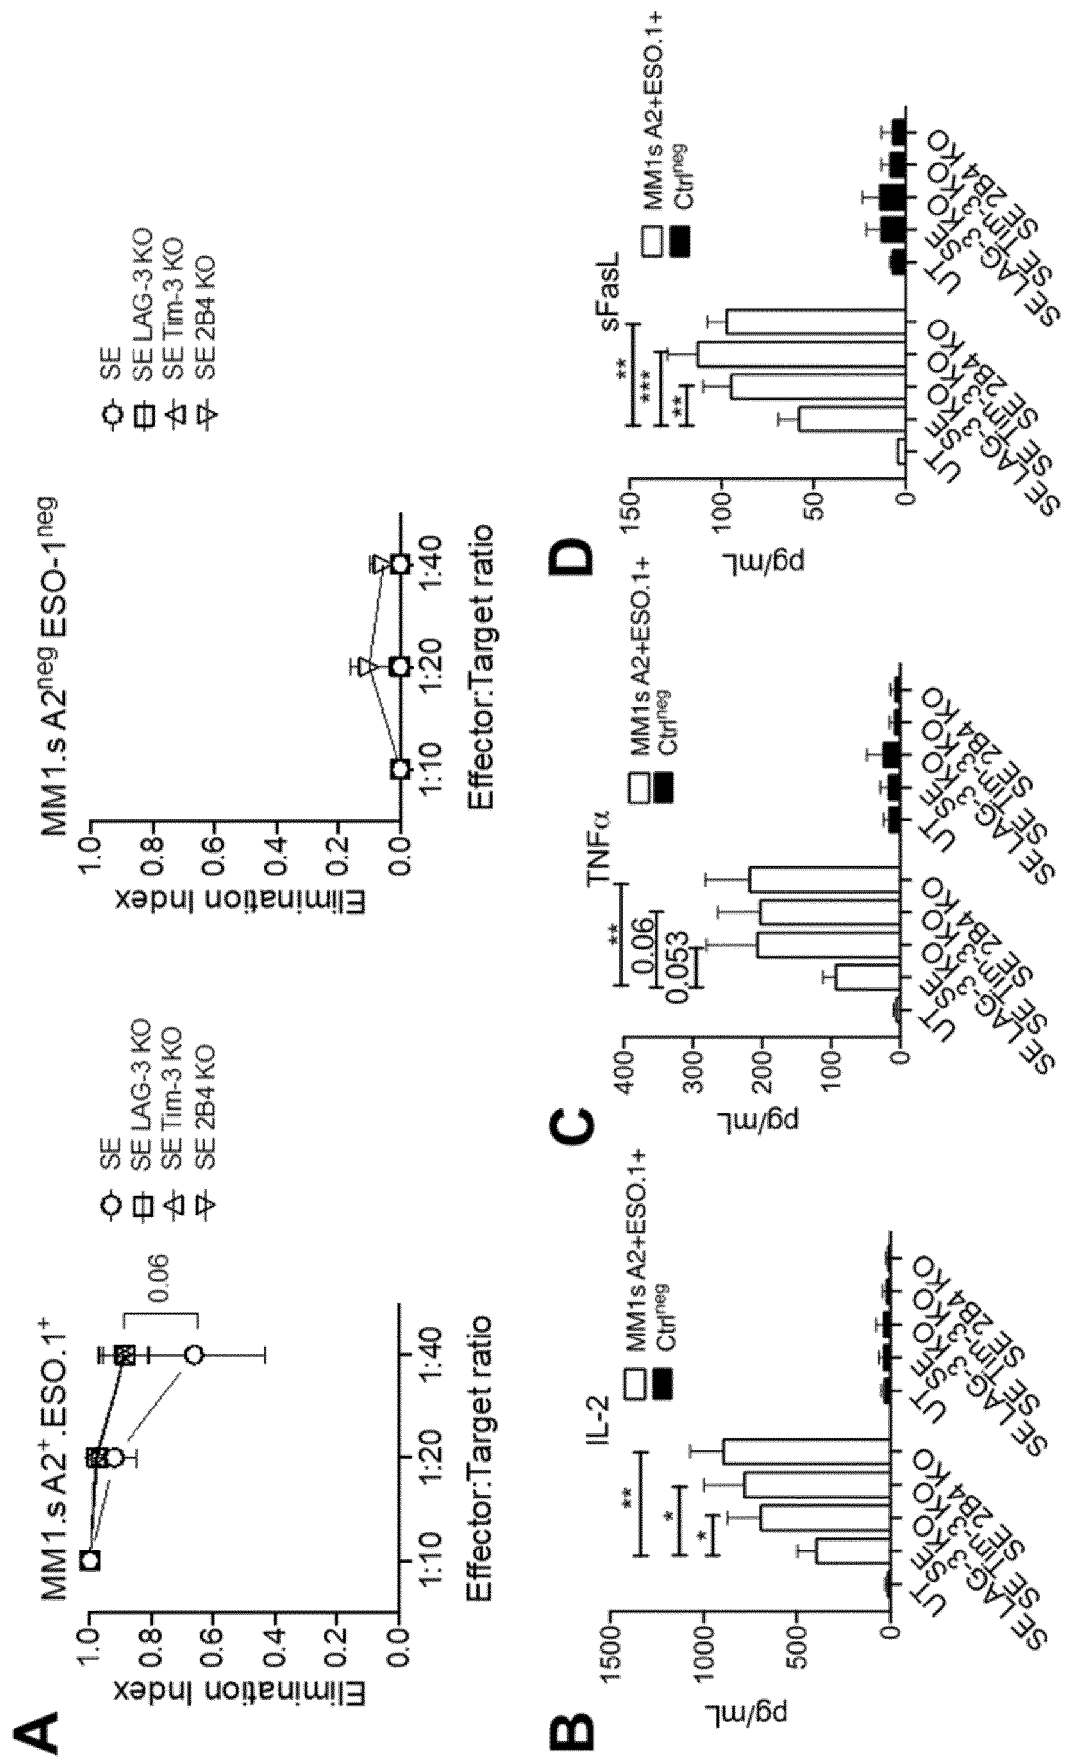 A
MM1.s A2+.ESO.1+
Elimination Index
1.0
0.8
0.6
0.4
0.2
0.0
1:10
1:20
1:40
Effector:Target ratio
0.06
SE
SE LAG-3 KO
SE Tim-3 KO
SE 2B4 KO
MM1.s A2neg ESO-1neg
Elimination Index
1.0
0.8
0.6
0.4
0.2
0.0
1:10
1:20
1:40
Effector:Target ratio
SE
SE LAG-3 KO
SE Tim-3 KO
SE 2B4 KO
B
IL-2
MM1s A2+ESO.1+
Ctrlneg
pg/mL
1500
1000
500
0
**
*
*
UT
SE
SE LAG-3 KO
SE Tim-3 KO
SE 2B4 KO
UT
SE
SE LAG-3 KO
SE Tim-3 KO
SE 2B4 KO
C
TNFα
MM1s A2+ESO.1+
Ctrlneg
pg/mL
400
300
200
100
0
**
0.06
0.053
UT
SE
SE LAG-3 KO
SE Tim-3 KO
SE 2B4 KO
UT
SE
SE LAG-3 KO
SE Tim-3 KO
SE 2B4 KO
D
sFasL
MM1s A2+ESO.1+
Ctrlneg
pg/mL
150
100
50
0
**
***
**
UT
SE
SE LAG-3 KO
SE Tim-3 KO
SE 2B4 KO
UT
SE
SE LAG-3 KO
SE Tim-3 KO
SE 2B4 KO